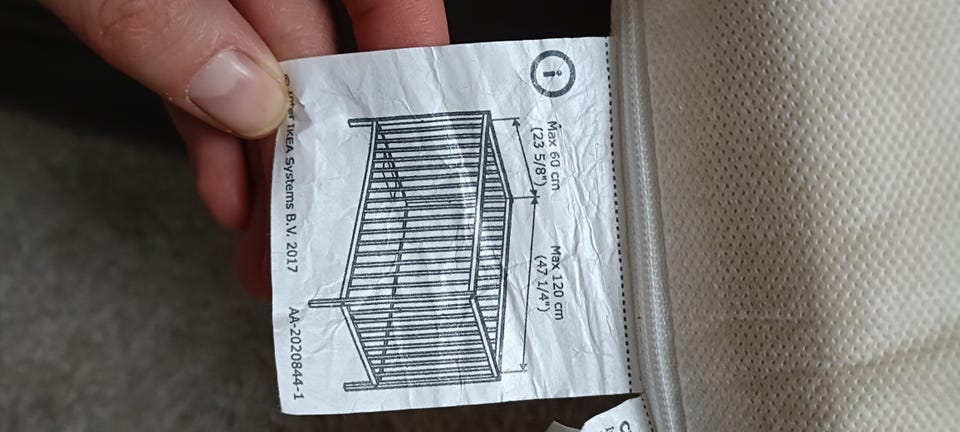 i
Max 60 cm
(23 5/8")
Max 120 cm
(47 1/4")
IKEA Systems B.V. 2017
AA-2020844-1